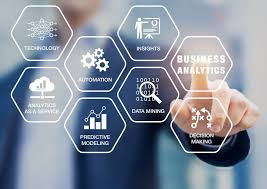 TECHNOLOGY
INSIGHTS
AUTOMATION
BUSINESS
ANALYTICS
ANALYTICS
AS A SERVICE
DATA MINING
PREDICTIVE
MODELING
DECISION
MAKING